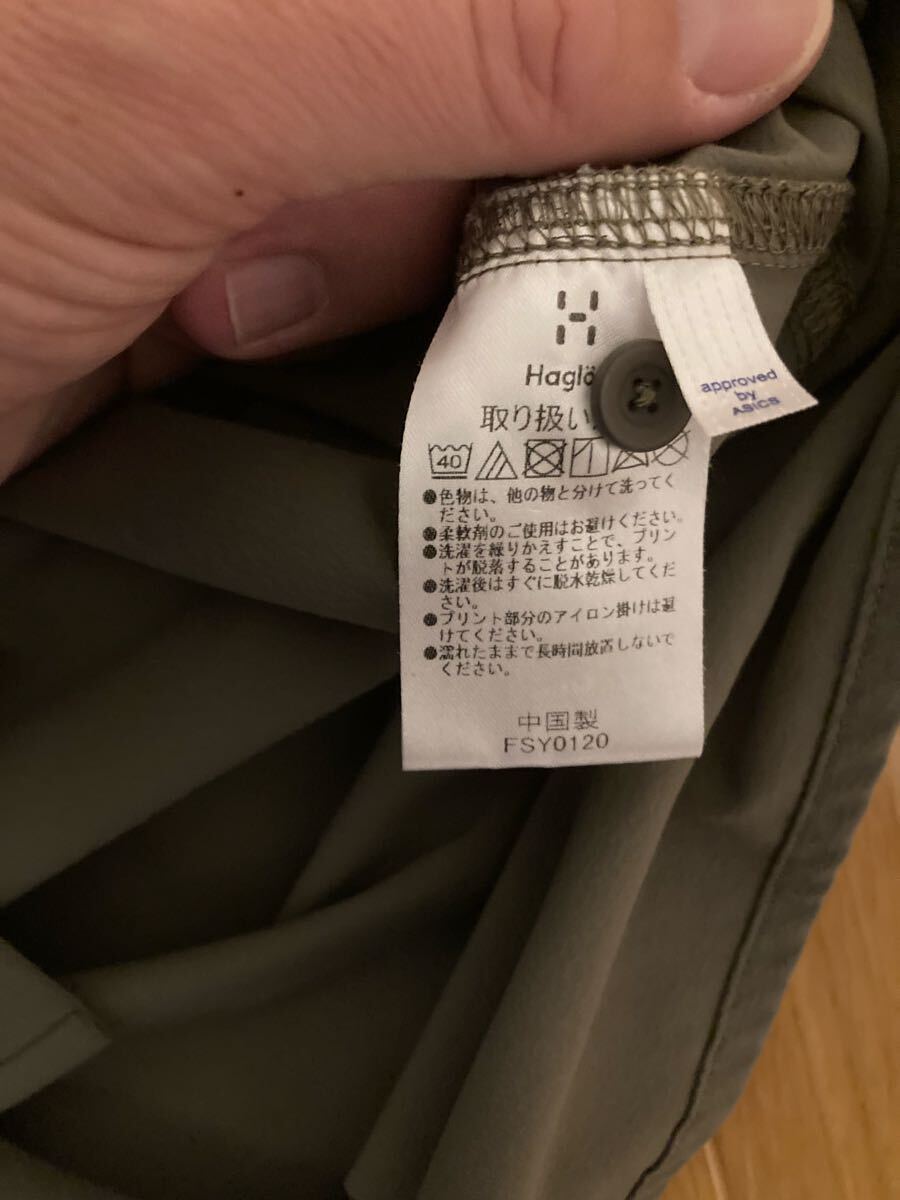 Haglö
approved
by
ASICS
取り扱い
40
●色物は、他の物と分けて洗ってく
ださい。
●柔軟剤のご使用はお避けください。
●洗濯を繰りかえすことで、プリン
トが脱落することがあります。
●洗濯後はすぐに脱水乾燥してくだ
さい。
●プリント部分のアイロン掛けは避
けてください。
●濡れたままで長時間放置しないで
ください。
中国製
FSY0120